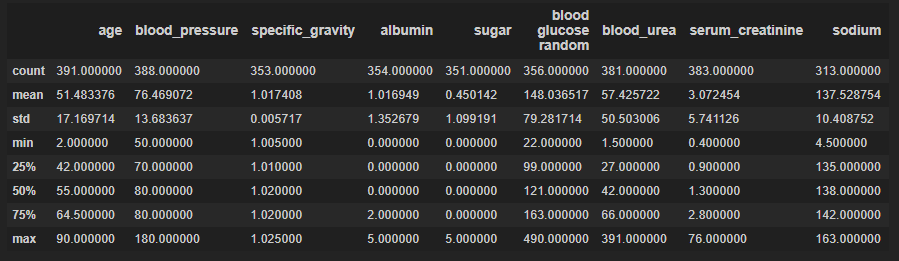 age blood_pressure specific_gravity albumin sugar blood glucose random blood_urea serum_creatinine sodium
count 391.000000 388.000000 353.000000 354.000000 351.000000 356.000000 381.000000 383.000000 313.000000
mean 51.483376 76.469072 1.017408 1.016949 0.450142 148.036517 57.425722 3.072454 137.528754
std 17.169714 13.683637 0.005717 1.352679 1.099191 79.281714 50.503006 5.741126 10.408752
min 2.000000 50.000000 1.005000 0.000000 0.000000 22.000000 1.500000 0.400000 4.500000
25% 42.000000 70.000000 1.010000 0.000000 0.000000 99.000000 27.000000 0.900000 135.000000
50% 55.000000 80.000000 1.020000 0.000000 0.000000 121.000000 42.000000 1.300000 138.000000
75% 64.500000 80.000000 1.020000 2.000000 0.000000 163.000000 66.000000 2.800000 142.000000
max 90.000000 180.000000 1.025000 5.000000 5.000000 490.000000 391.000000 76.000000 163.000000